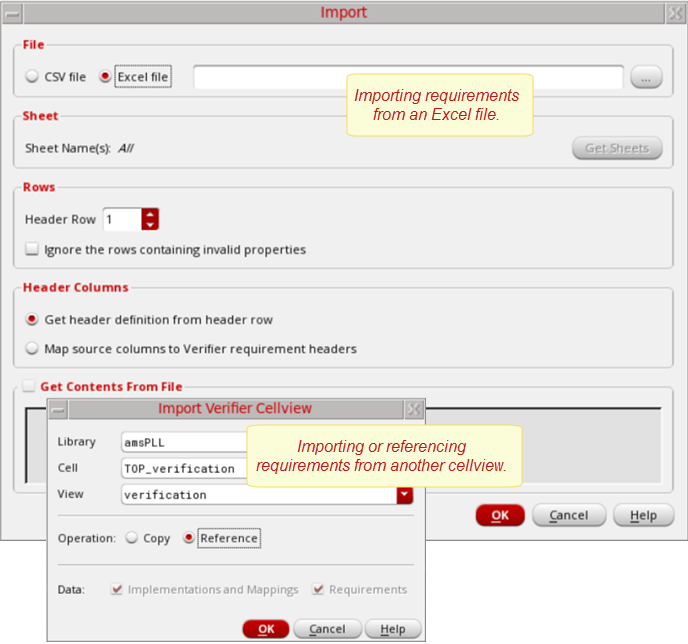 Import
File
CSV file
Excel file
...
Importing requirements
from an Excel file.
Sheet
Sheet Name(s): All
Get Sheets
Rows
Header Row 1
Ignore the rows containing invalid properties
Header Columns
Get header definition from header row
Map source columns to Verifier requirement headers
Get Contents From File
Import Verifier Cellview
Library amsPLL
Cell TOP_verification
View verification
Importing or referencing
requirements from another cellview.
Operation: Copy Reference
Data: Implementations and Mappings Requirements
OK Cancel Help
OK Cancel Help